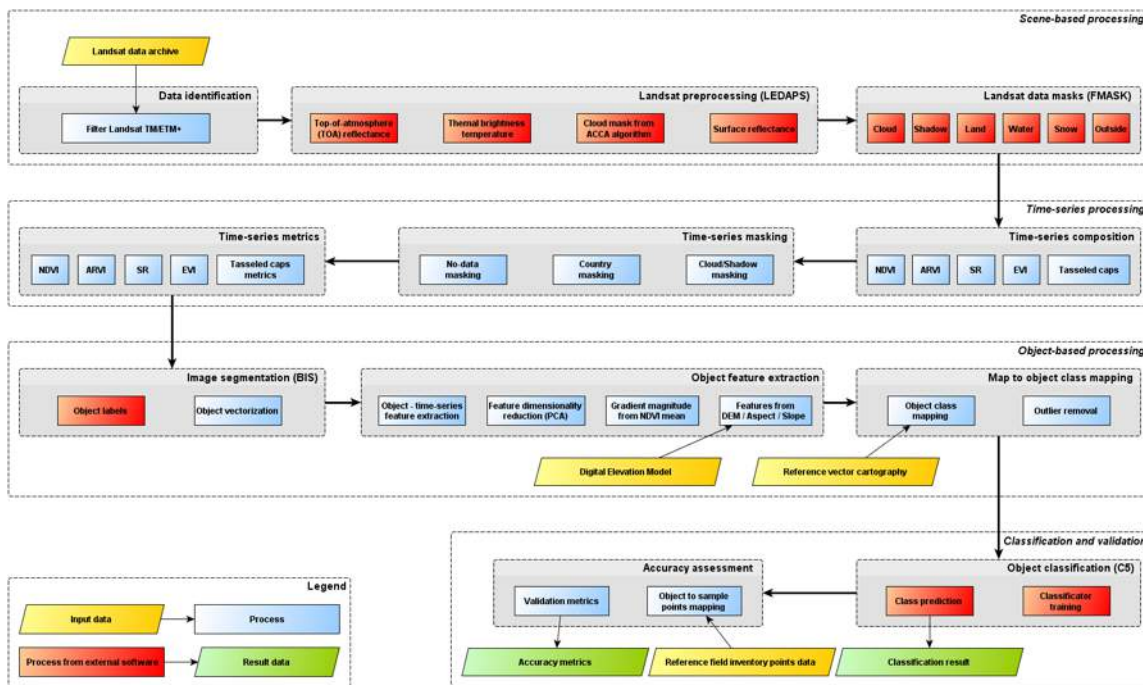 Scene-based processing
Landsat data archive
Data identification
Filter Landsat TM/ETM+
Landsat preprocessing (LEDAPS)
Top-of-atmosphere
(TOA) reflectance
Thermal brightness
temperature
Cloud mask from
ACCA algorithm
Surface reflectance
Landsat data masks (FMASK)
Cloud
Shadow
Land
Water
Snow
Outside
Time-series processing
Time-series metrics
NDVI
ARVI
SR
EVI
Tasseled caps
metrics
Time-series masking
No-data
masking
Country
masking
Cloud/Shadow
masking
Time-series composition
NDVI
ARVI
SR
EVI
Tasseled caps
Object-based processing
Image segmentation (BIS)
Object labels
Object vectorization
Object feature extraction
Object - time-series
feature extraction
Feature dimensionality
reduction (PCA)
Gradient magnitude
from NDVI mean
Features from
DEM / Aspect / Slope
Digital Elevation Model
Map to object class mapping
Object class
mapping
Outlier removal
Reference vector cartography
Classification and validation
Accuracy assessment
Validation metrics
Object to sample
points mapping
Object classification (C5)
Class prediction
Classificator
training
Accuracy metrics
Reference field inventory points data
Classification result
Legend
Input data
Process
Process from external software
Result data